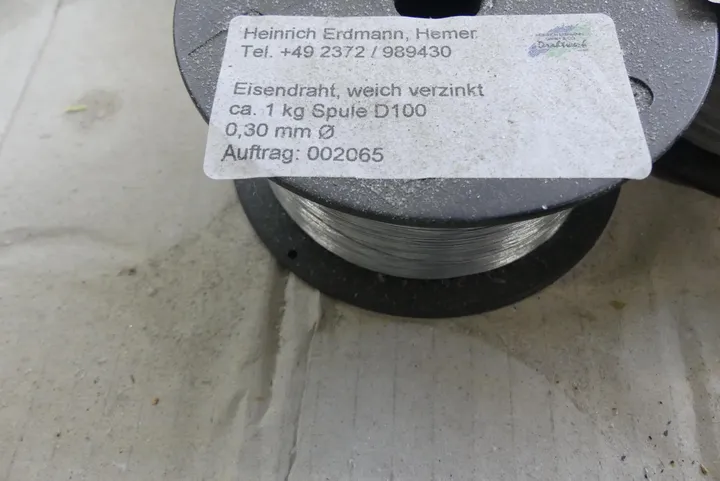 Heinrich Erdmann, Hemer.
Tel. +49 2372 / 989430
Eisendraht, weich verzinkt
ca. 1 kg Spule D100
0,30 mm Ø
Auftrag: 002065